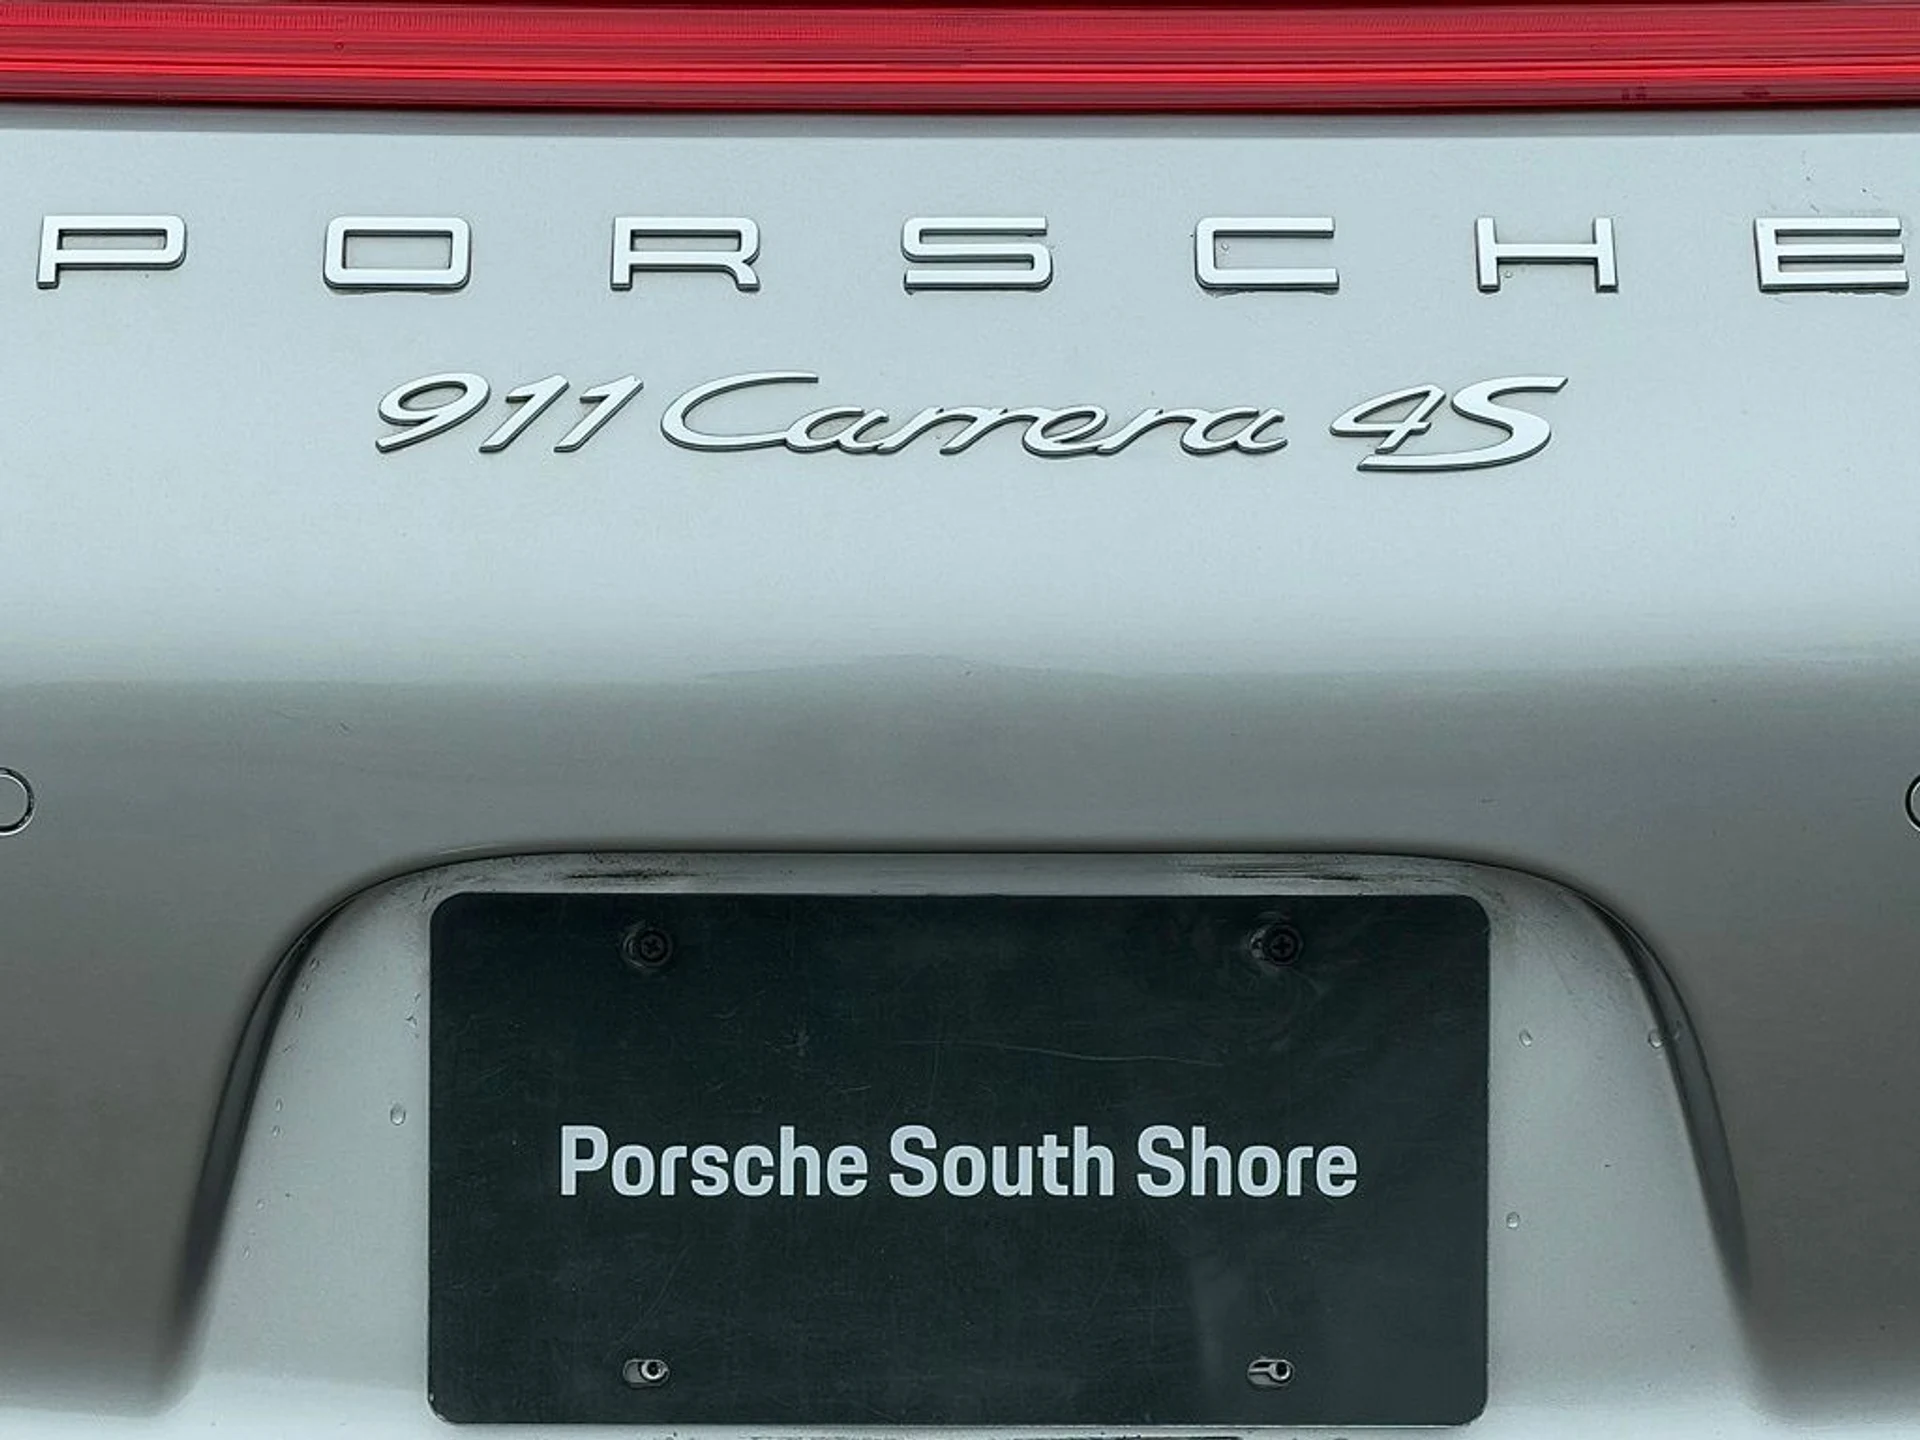 PORSCHE
911 Carrera 4S
Porsche South Shore